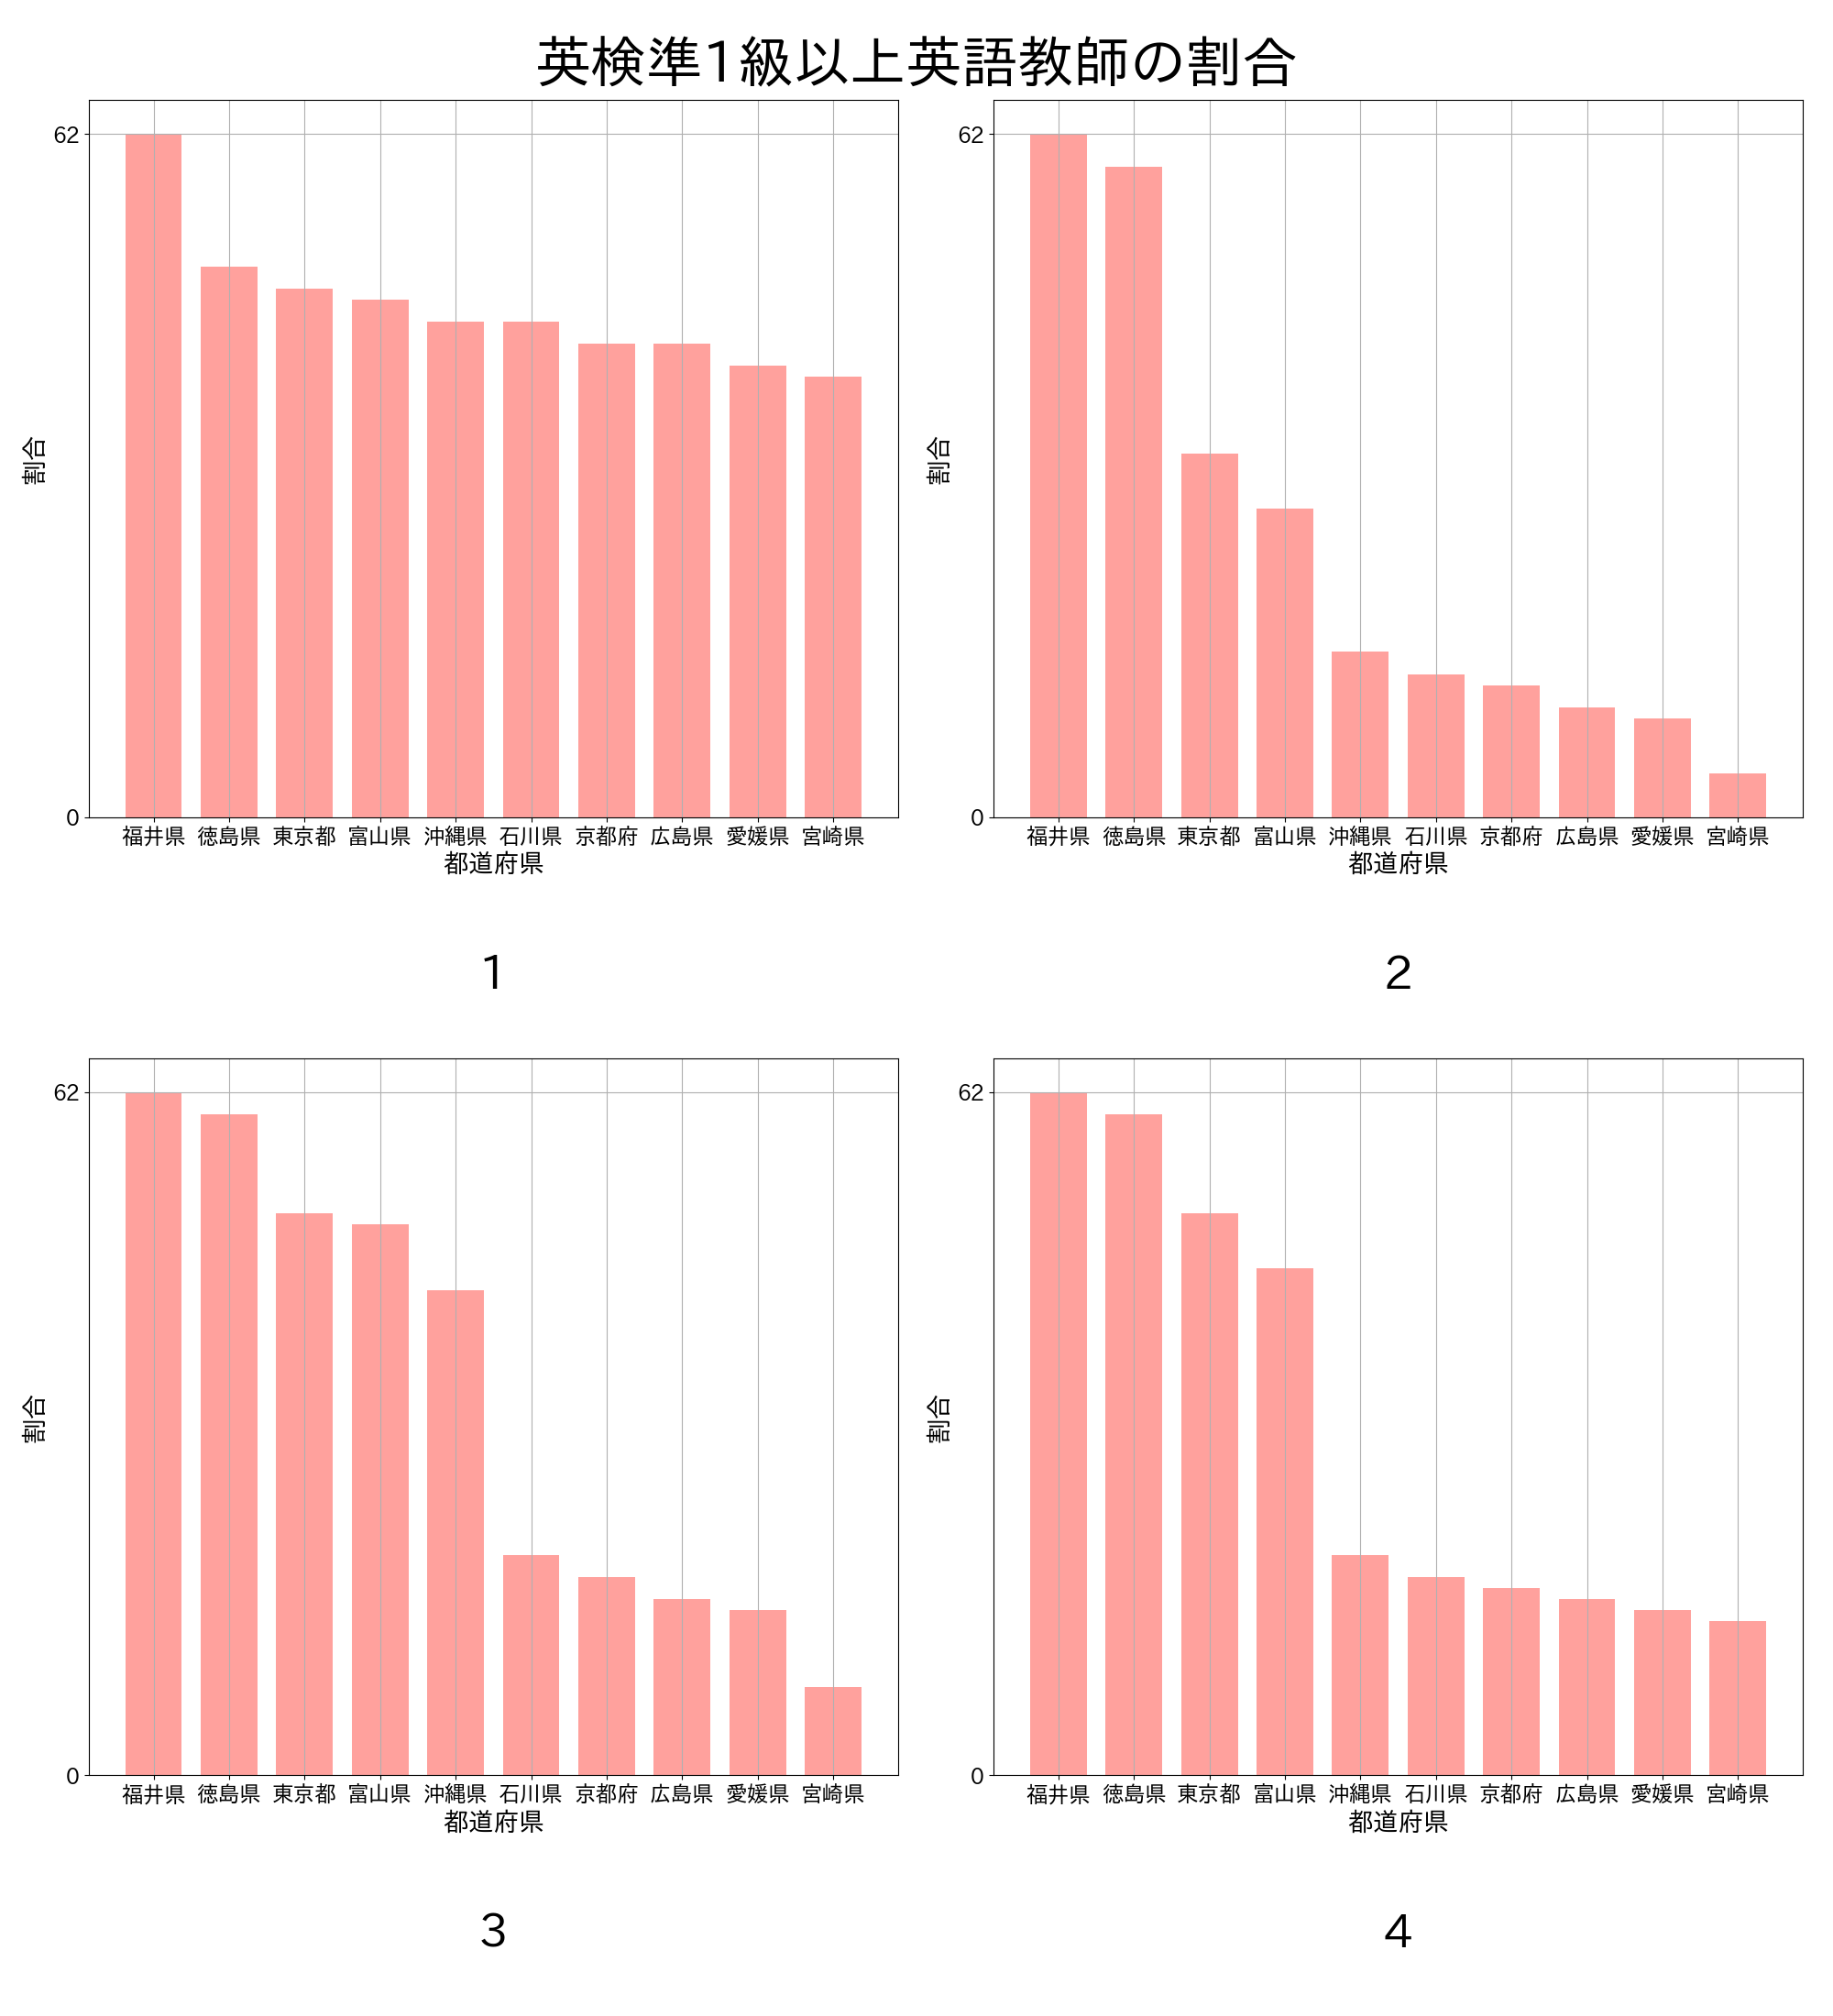 英検準1級以上英語教師の割合
62
0
割合
福井県 徳島県 東京都 富山県 沖縄県 石川県 京都府 広島県 愛媛県 宮崎県
都道府県
1
62
0
割合
福井県 徳島県 東京都 富山県 沖縄県 石川県 京都府 広島県 愛媛県 宮崎県
都道府県
2
62
0
割合
福井県 徳島県 東京都 富山県 沖縄県 石川県 京都府 広島県 愛媛県 宮崎県
都道府県
3
62
0
割合
福井県 徳島県 東京都 富山県 沖縄県 石川県 京都府 広島県 愛媛県 宮崎県
都道府県
4